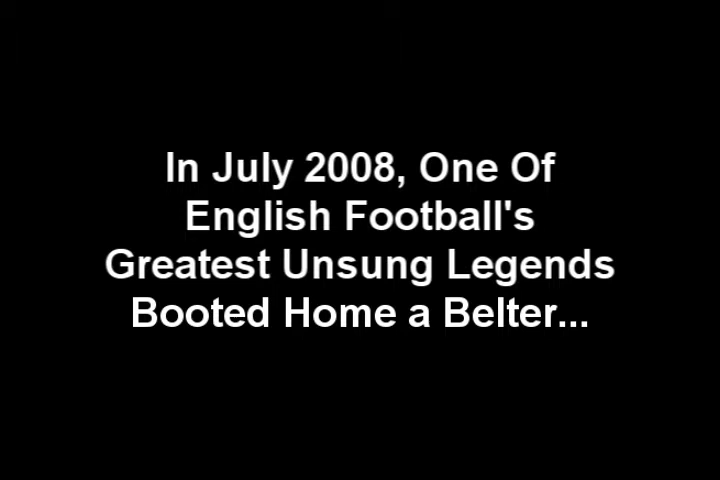 In July 2008, One Of
English Football's
Greatest Unsung Legends
Booted Home a Belter...